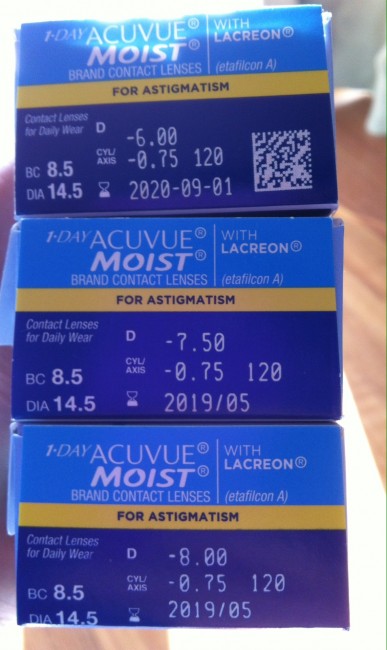 1-DAY ACUVUE® WITH
MOIST® LACREON®
BRAND CONTACT LENSES (etafilcon A)
FOR ASTIGMATISM
Contact Lenses
for Daily Wear
D -6.00
CYL/AXIS -0.75 120
BC 8.5
DIA 14.5 2020-09-01
1-DAY ACUVUE® WITH
MOIST® LACREON®
BRAND CONTACT LENSES (etafilcon A)
FOR ASTIGMATISM
Contact Lenses
for Daily Wear
D -7.50
CYL/AXIS -0.75 120
BC 8.5
DIA 14.5 2019/05
1-DAY ACUVUE® WITH
MOIST® LACREON®
BRAND CONTACT LENSES (etafilcon A)
FOR ASTIGMATISM
Contact Lenses
for Daily Wear
D -8.00
CYL/AXIS -0.75 120
BC 8.5
DIA 14.5 2019/05